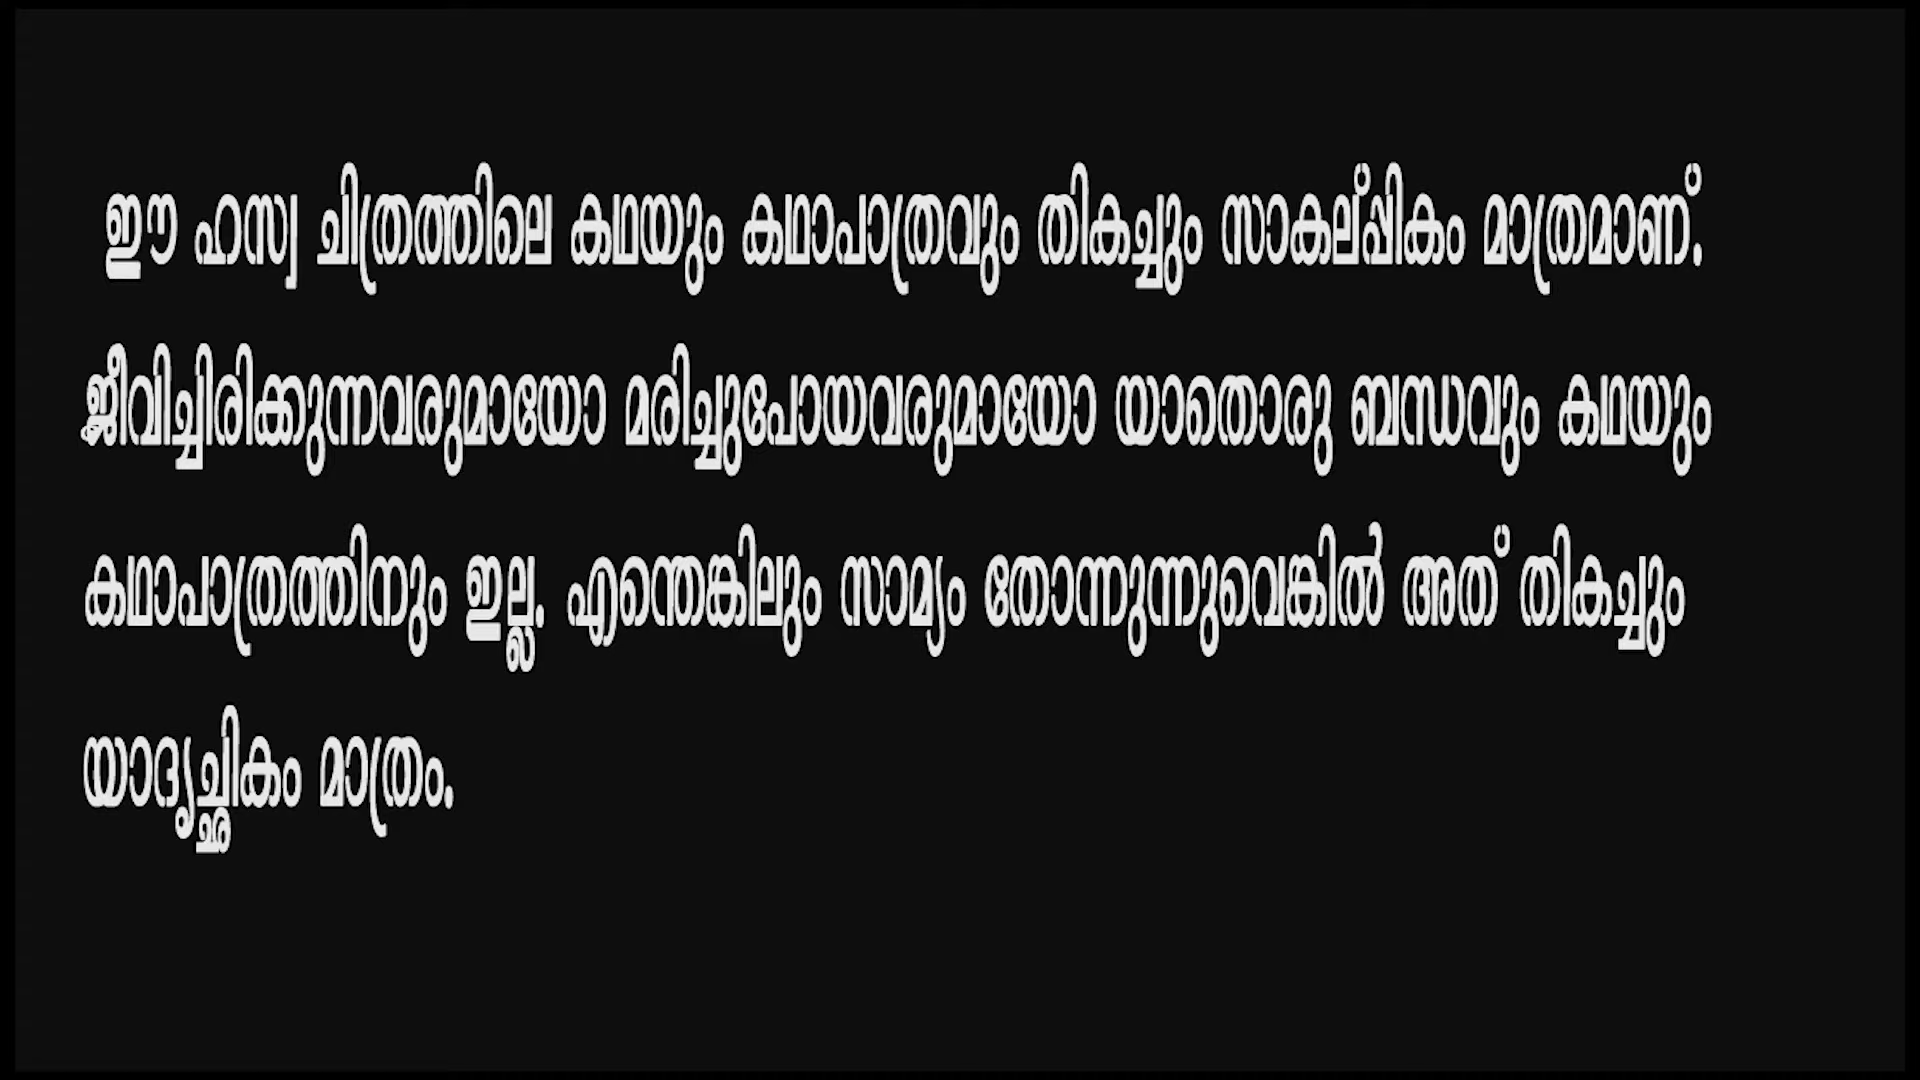 ഈ ഹസ്വ ചിത്രത്തിലെ കഥയും കഥാപാത്രവും തികച്ചും സാകല്പ്പികം മാത്രമാണ്.
ജീവിച്ചിരിക്കുന്നവരുമായോ മരിച്ചുപോയവരുമായോ യാതൊരു ബന്ധവും കഥയും
കഥാപാത്രത്തിനും ഇല്ല. എന്തെങ്കിലും സാമ്യം തോന്നുന്നുവെങ്കിൽ അത് തികച്ചും
യാദൃച്ഛികം മാത്രം.